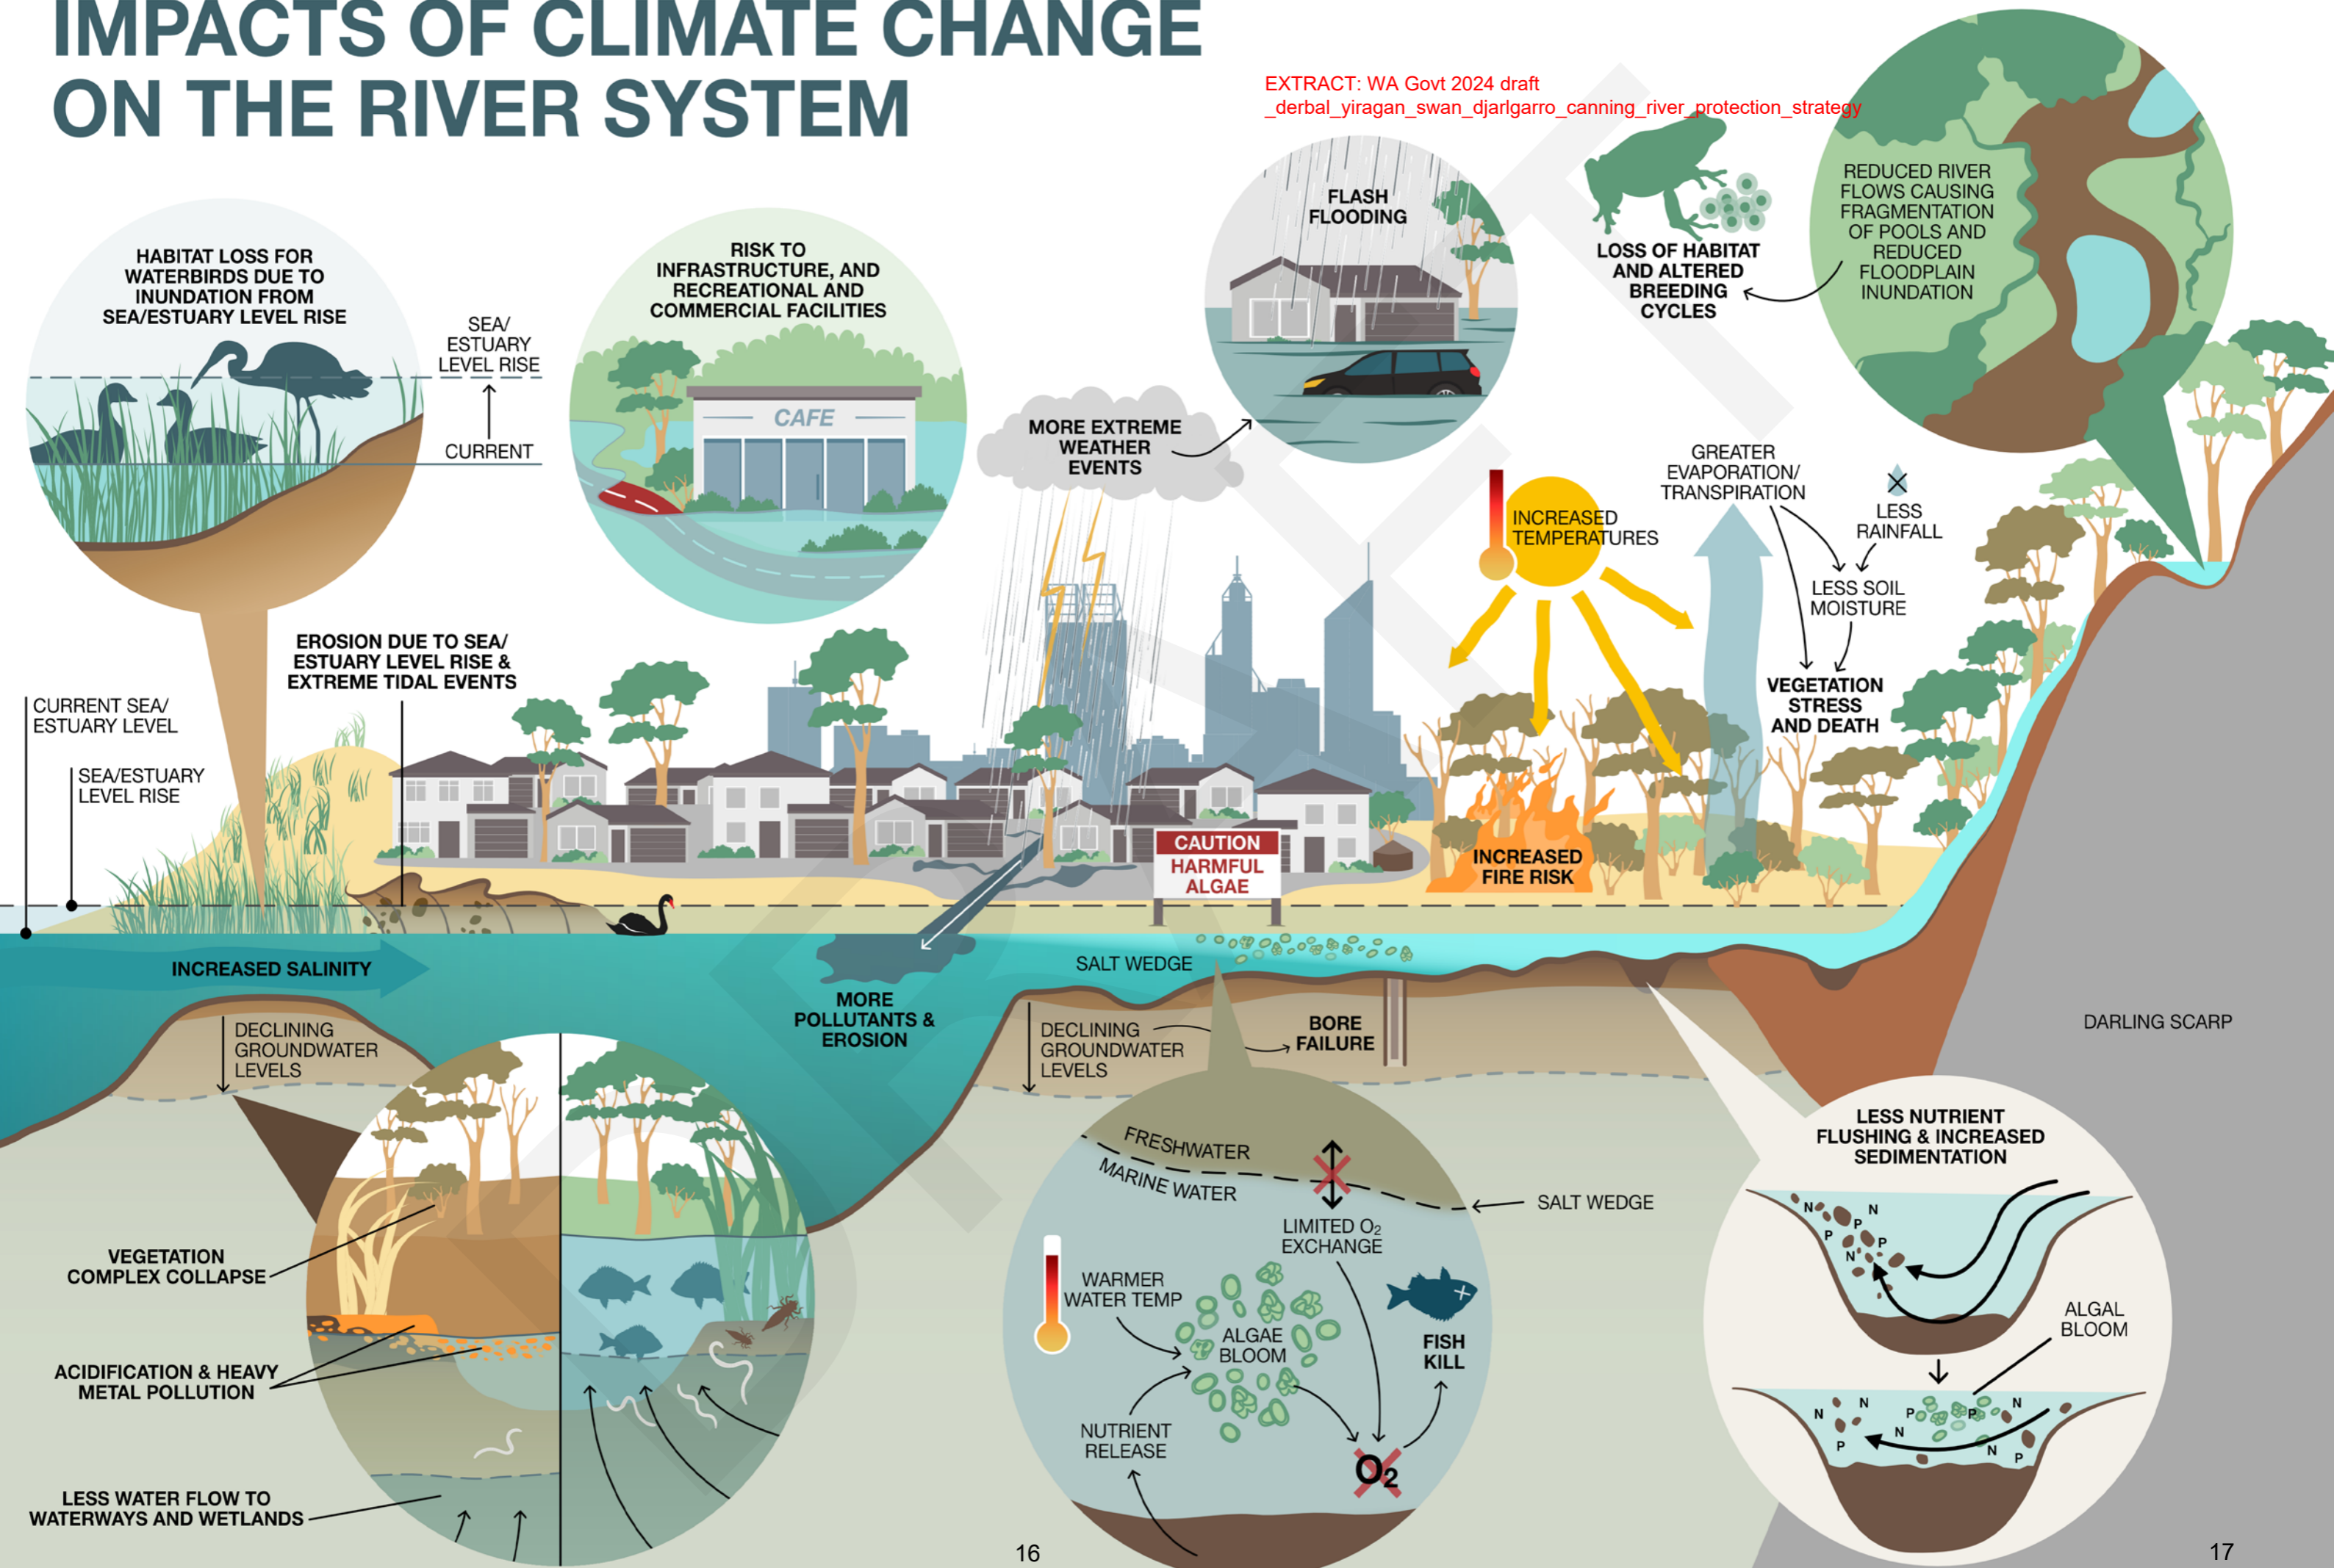 IMPACTS OF CLIMATE CHANGE
ON THE RIVER SYSTEM
EXTRACT: WA Govt 2024 draft
_derbal_yiragan_swan_djarlgarro_canning_river_protection_strategy
HABITAT LOSS FOR
WATERBIRDS DUE TO
INUNDATION FROM
SEA/ESTUARY LEVEL RISE
SEA/
ESTUARY
LEVEL RISE
CURRENT
RISK TO
INFRASTRUCTURE, AND
RECREATIONAL AND
COMMERCIAL FACILITIES
CAFE
MORE EXTREME
WEATHER
EVENTS
FLASH
FLOODING
LOSS OF HABITAT
AND ALTERED
BREEDING
CYCLES
REDUCED RIVER
FLOWS CAUSING
FRAGMENTATION
OF POOLS AND
REDUCED
FLOODPLAIN
INUNDATION
INCREASED
TEMPERATURES
GREATER
EVAPORATION/
TRANSPIRATION
LESS
RAINFALL
LESS SOIL
MOISTURE
VEGETATION
STRESS
AND DEATH
EROSION DUE TO SEA/
ESTUARY LEVEL RISE &
EXTREME TIDAL EVENTS
CURRENT SEA/
ESTUARY LEVEL
SEA/ESTUARY
LEVEL RISE
CAUTION
HARMFUL
ALGAE
INCREASED
FIRE RISK
INCREASED SALINITY
SALT WEDGE
MORE
POLLUTANTS &
EROSION
DECLINING
GROUNDWATER
LEVELS
DECLINING
GROUNDWATER
LEVELS
BORE
FAILURE
DARLING SCARP
VEGETATION
COMPLEX COLLAPSE
ACIDIFICATION & HEAVY
METAL POLLUTION
LESS WATER FLOW TO
WATERWAYS AND WETLANDS
FRESHWATER
MARINE WATER
SALT WEDGE
LIMITED O₂
EXCHANGE
WARMER
WATER TEMP
ALGAE
BLOOM
FISH
KILL
NUTRIENT
RELEASE
O₂
LESS NUTRIENT
FLUSHING & INCREASED
SEDIMENTATION
N N
P
P P
N
ALGAL
BLOOM
N N N
P P
N
P N P
16
17
DRAFT